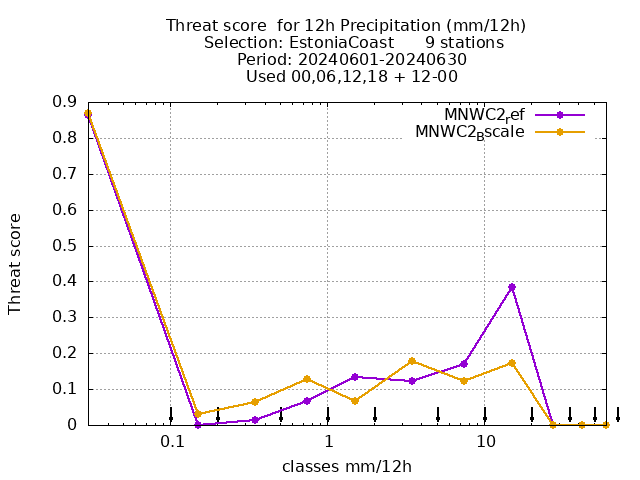 Threat score  for 12h Precipitation (mm/12h)
Selection: EstoniaCoast      9 stations
Period: 20240601-20240630
Used 00,06,12,18 + 12-00
MNWC2ref
MNWC2Bscale
0.9
0.8
0.7
0.6
0.5
0.4
0.3
0.2
0.1
0
Threat score
0.1
1
10
classes mm/12h